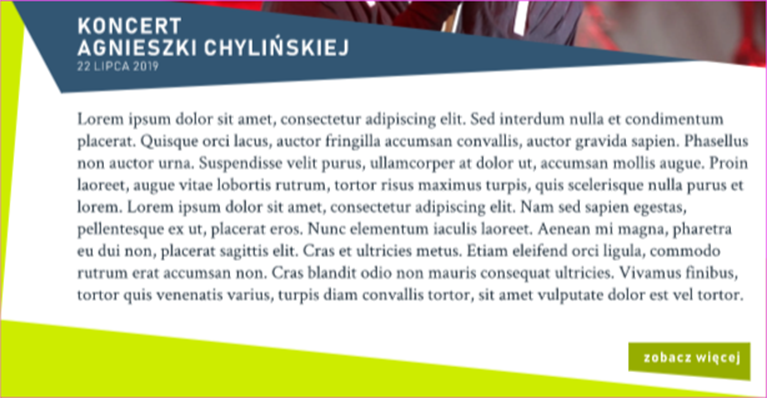 KONCERT
AGNIESZKI CHYLIŃSKIEJ
22 LIPCA 2019
Lorem ipsum dolor sit amet, consectetur adipiscing elit. Sed interdum nulla et condimentum
placerat. Quisque orci lacus, auctor fringilla accumsan convallis, auctor gravida sapien. Phasellus
non auctor urna. Suspendisse velit purus, ullamcorper at dolor ut, accumsan mollis augue. Proin
laoreet, augue vitae lobortis rutrum, tortor risus maximus turpis, quis scelerisque nulla purus et
lorem. Lorem ipsum dolor sit amet, consectetur adipiscing elit. Nam sed sapien egestas,
pellentesque ex ut, placerat eros. Nunc elementum iaculis laoreet. Aenean mi magna, pharetra
eu dui non, placerat sagittis elit. Cras et ultricies metus. Etiam eleifend orci ligula, commodo
rutrum erat accumsan non. Cras blandit odio non mauris consequat ultricies. Vivamus finibus,
tortor quis venenatis varius, turpis diam convallis tortor, sit amet vulputate dolor est vel tortor.
zobacz więcej